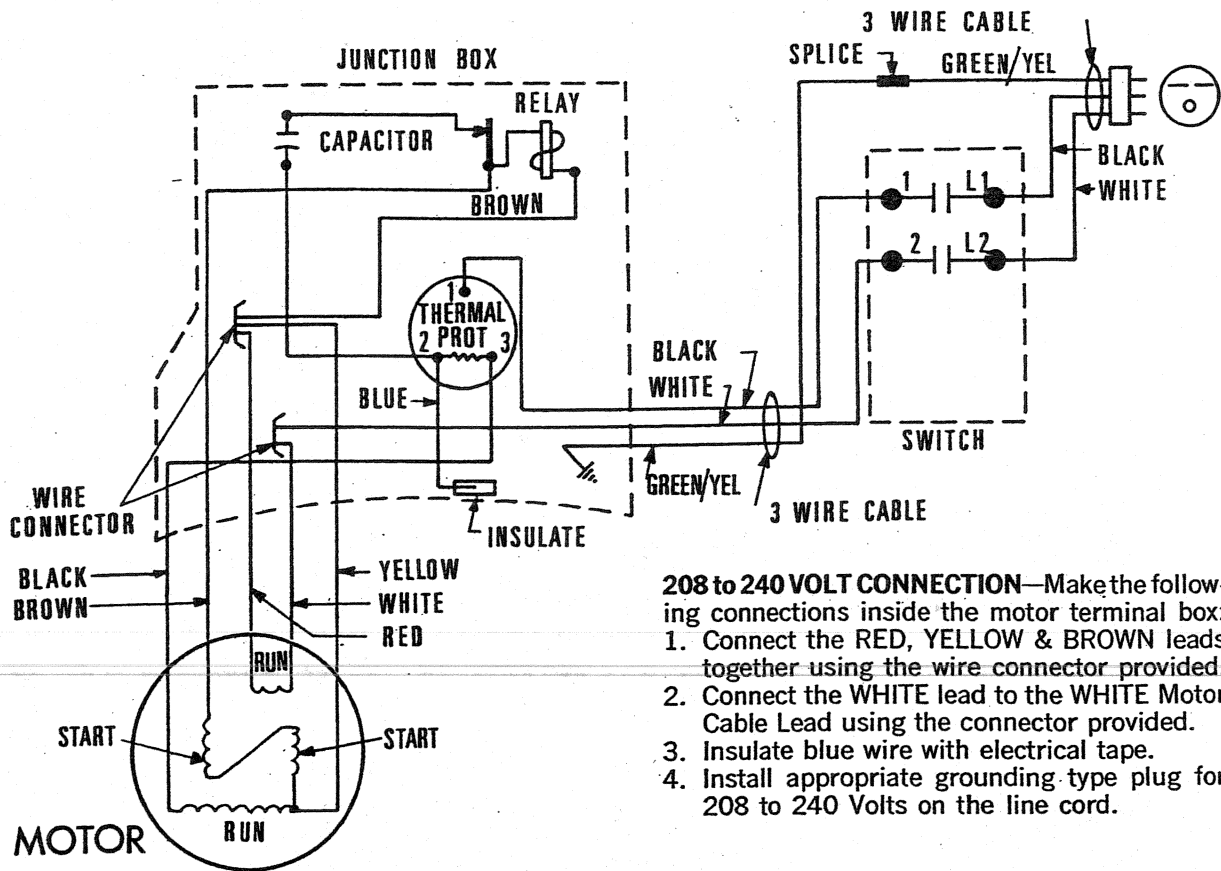 3 WIRE CABLE
SPLICE
GREEN/YEL
JUNCTION BOX
RELAY
CAPACITOR
BROWN
BLACK
WHITE
1
L1
2
L2
SWITCH
1
THERMAL
PROT
2
3
BLUE
BLACK
WHITE
GREEN/YEL
3 WIRE CABLE
WIRE
CONNECTOR
INSULATE
BLACK
BROWN
YELLOW
WHITE
RED
RUN
START
START
RUN
MOTOR
208 to 240 VOLT CONNECTION—Make the follow-
ing connections inside the motor terminal box:
1. Connect the RED, YELLOW & BROWN leads
together using the wire connector provided
2. Connect the WHITE lead to the WHITE Motor
Cable Lead using the connector provided.
3. Insulate blue wire with electrical tape.
4. Install appropriate grounding type plug for
208 to 240 Volts on the line cord.